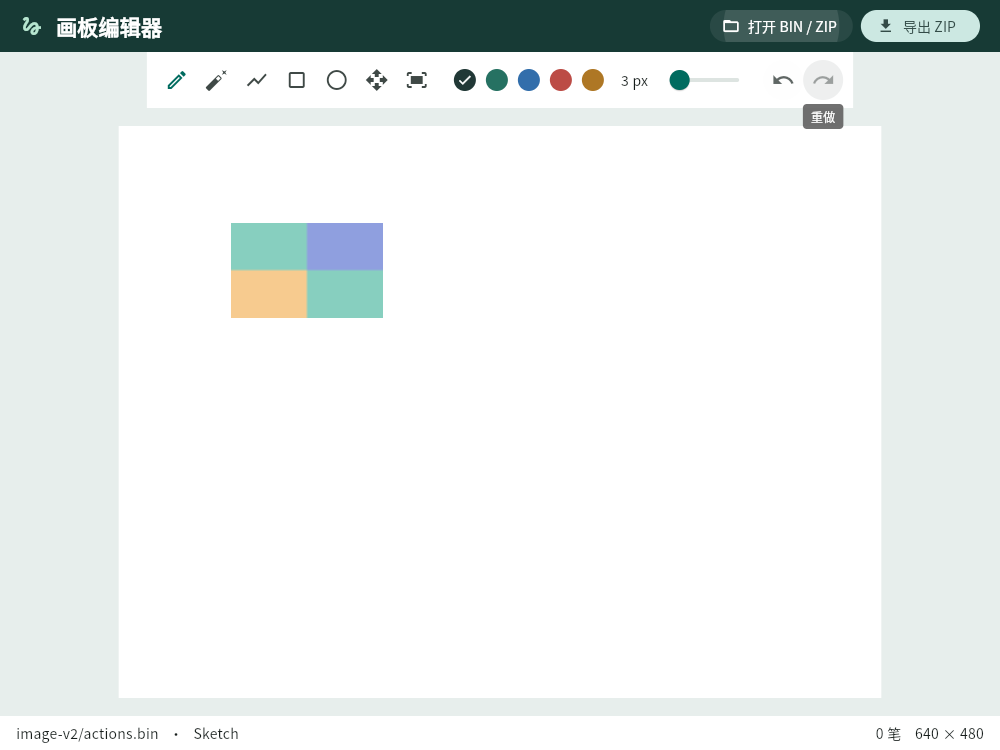 画板编辑器
打开 BIN / ZIP
导出 ZIP
3 px
重做
image-v2/actions.bin • Sketch
0 笔 640 × 480